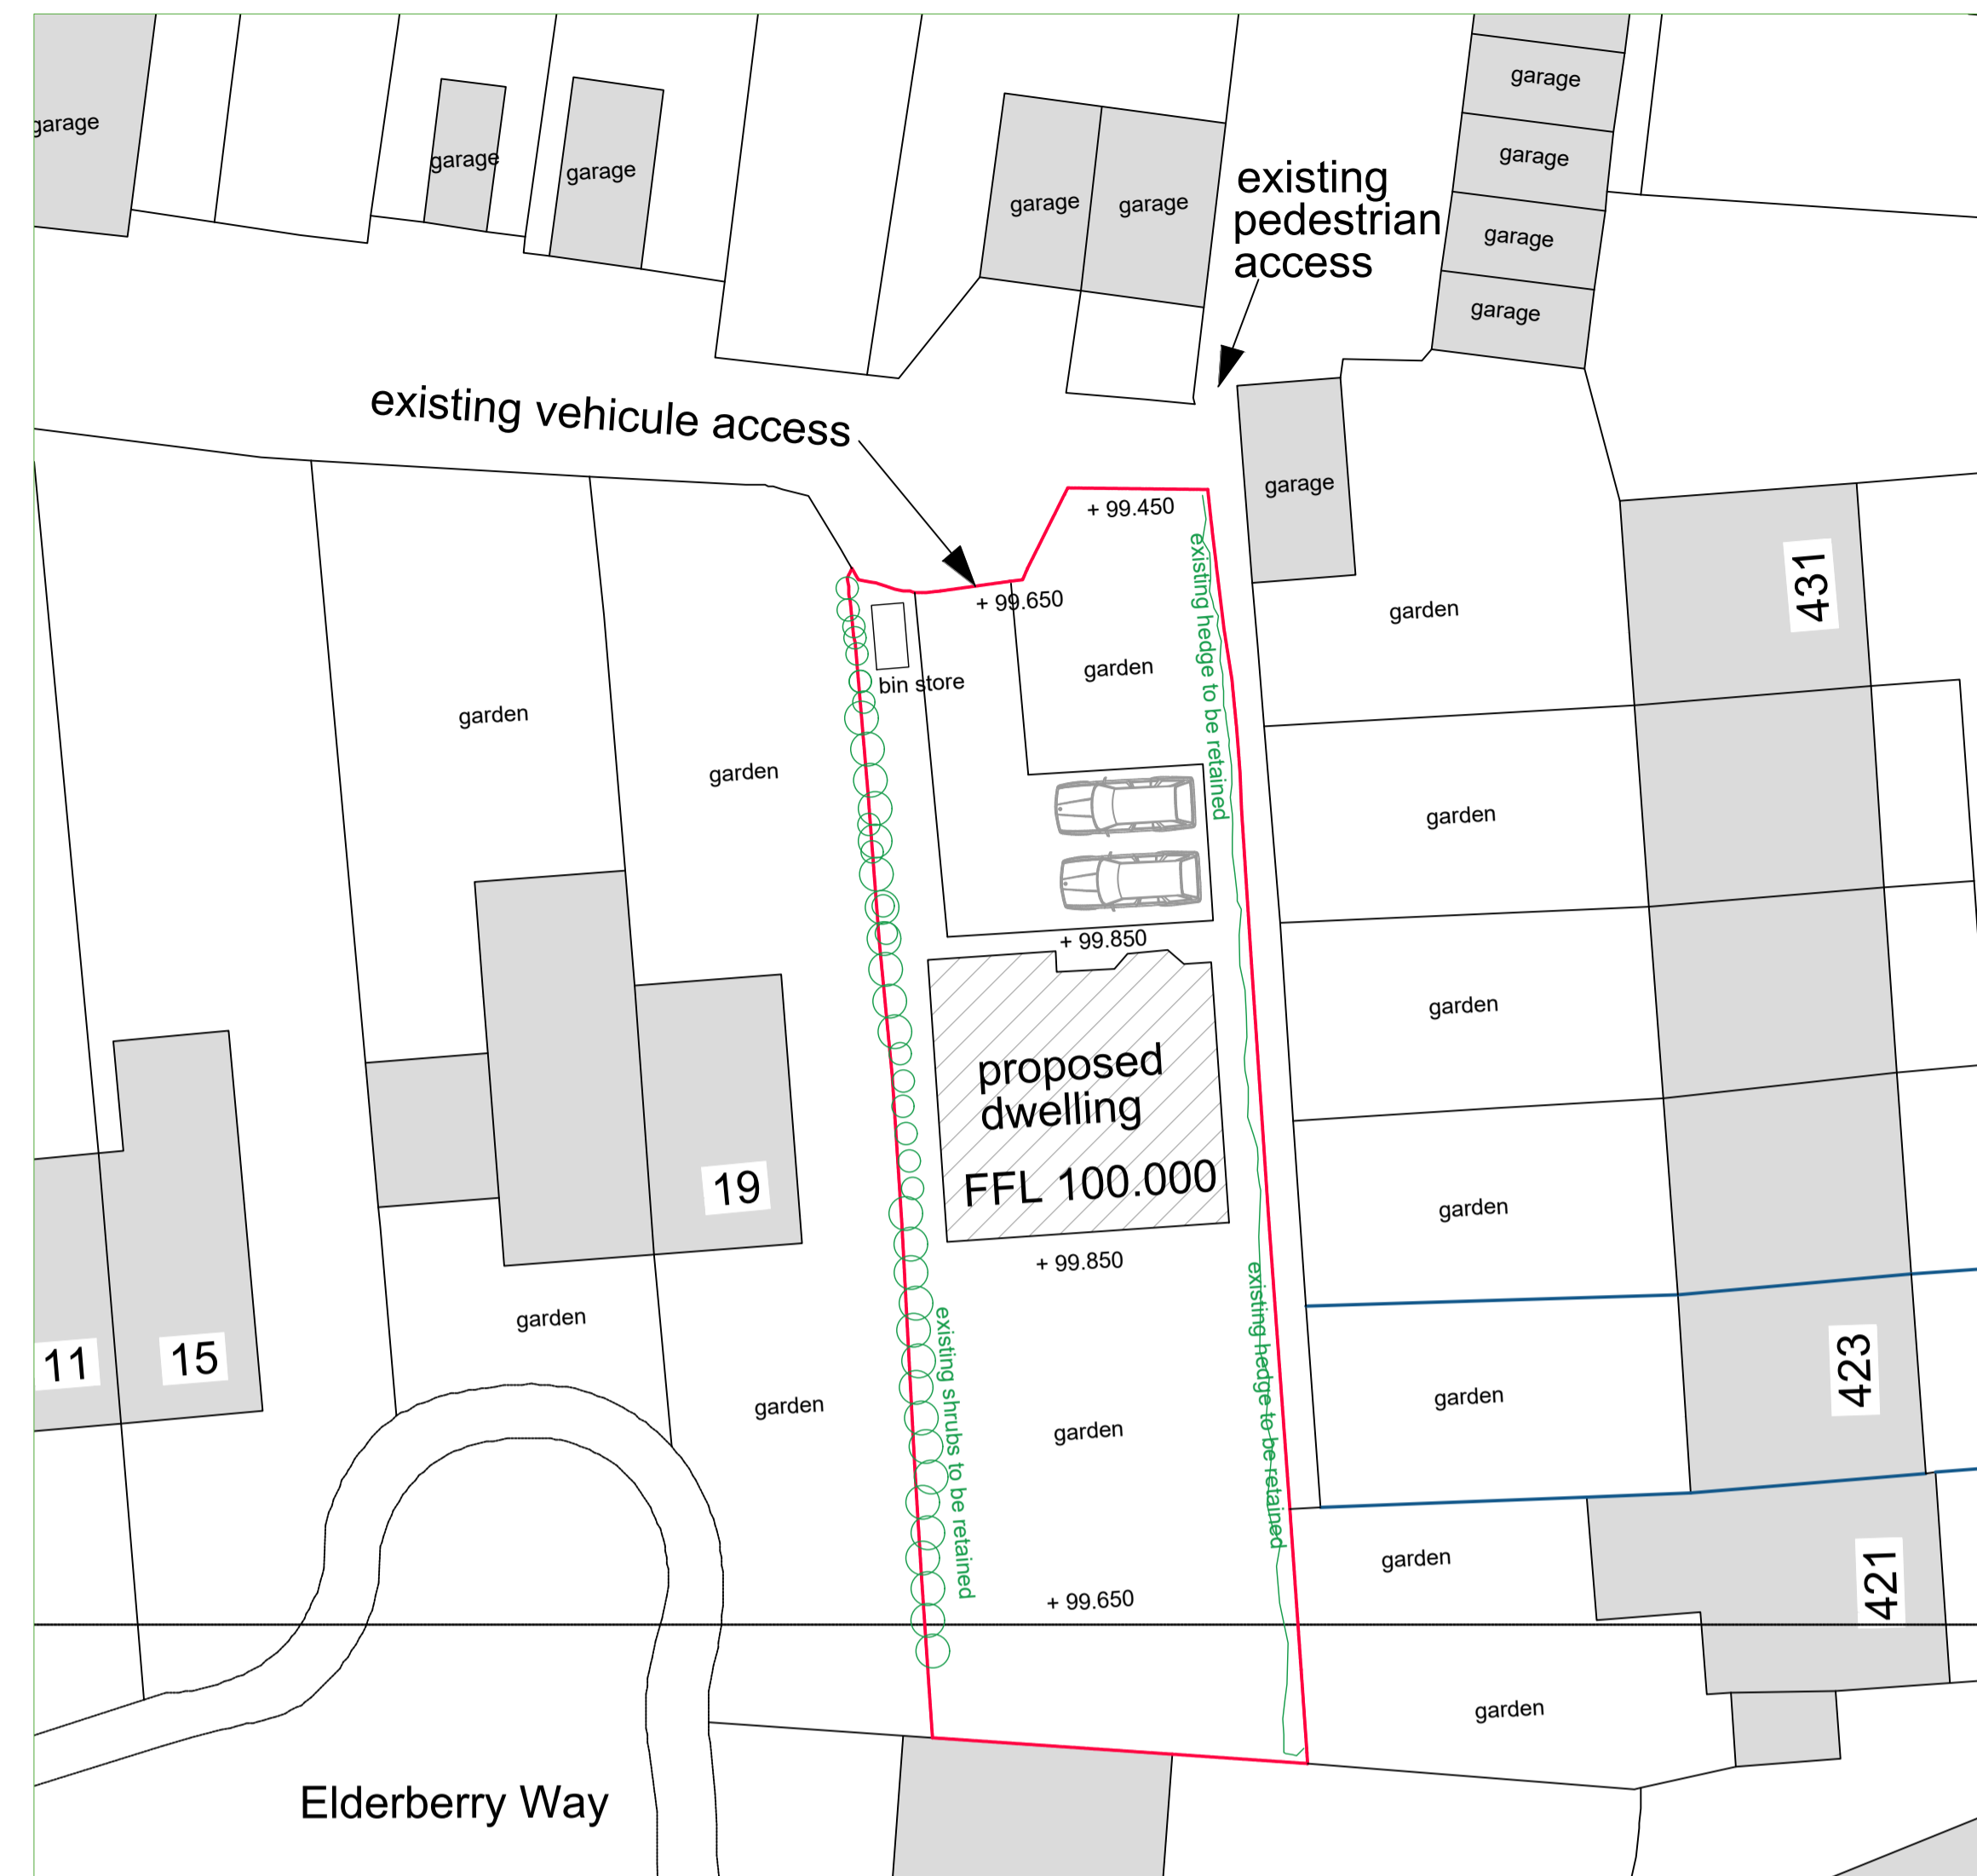 garage
garage
garage
garage
garage
garage
garage
garage
garage
existing
pedestrian
access
existing vehicule access
garage
+ 99.450
+ 99.650
existing hedge to be retained
garden
garden
431
bin store
garden
garden
garden
+ 99.850
garden
proposed
dwelling
FFL 100.000
19
garden
+ 99.850
garden
11
15
existing shrubs to be retained
existing hedge to be retained
garden
garden
garden
423
garden
421
+ 99.650
garden
Elderberry Way